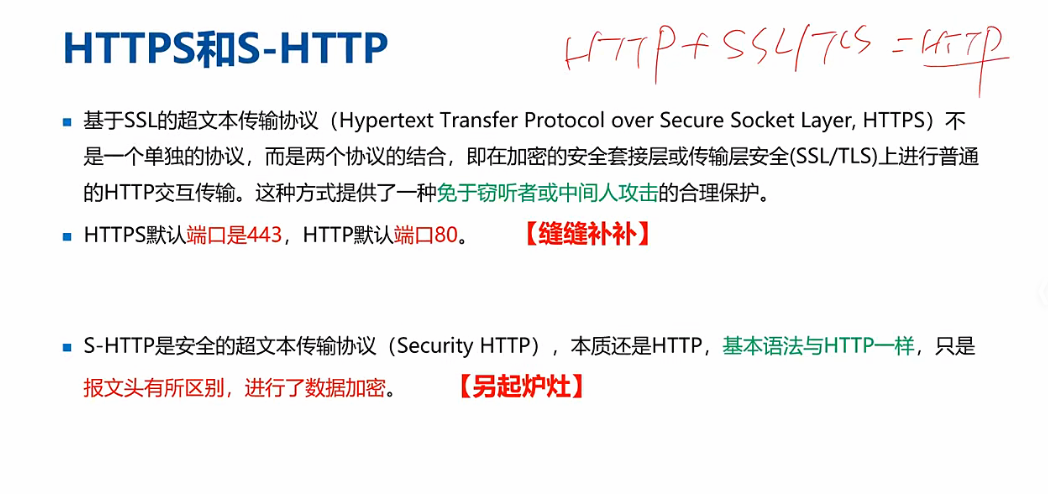 HTTPS和S-HTTP
HTTP+SSL/TLS=HTTP
基于SSL的超文本传输协议（Hypertext Transfer Protocol over Secure Socket Layer, HTTPS）不
是一个单独的协议，而是两个协议的结合，即在加密的安全套接层或传输层安全(SSL/TLS)上进行普通
的HTTP交互传输。这种方式提供了一种免于窃听者或中间人攻击的合理保护。
HTTPS默认端口是443，HTTP默认端口80。 【缝缝补补】
S-HTTP是安全的超文本传输协议（Security HTTP），本质还是HTTP，基本语法与HTTP一样，只是
报文头有所区别，进行了数据加密。 【另起炉灶】